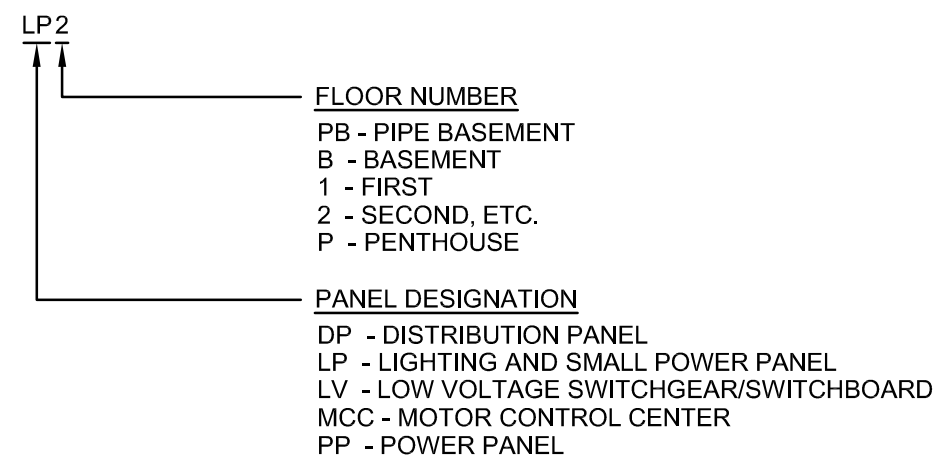 LP2
FLOOR NUMBER
PB - PIPE BASEMENT
B - BASEMENT
1 - FIRST
2 - SECOND, ETC.
P - PENTHOUSE
PANEL DESIGNATION
DP - DISTRIBUTION PANEL
LP - LIGHTING AND SMALL POWER PANEL
LV - LOW VOLTAGE SWITCHGEAR/SWITCHBOARD
MCC - MOTOR CONTROL CENTER
PP - POWER PANEL